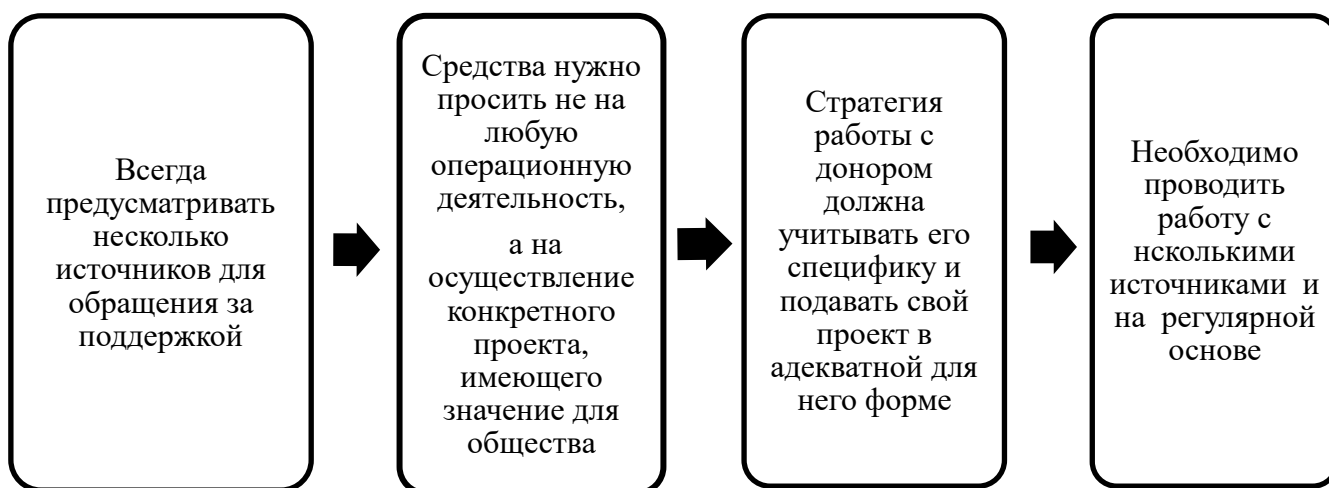 Всегда
предусматривать
несколько
источников для
обращения за
поддержкой
Средства нужно
просить не на
любую
операционную
деятельность,
а на
осуществление
конкретного
проекта,
имеющего
значение для
общества
Стратегия
работы с
донором
должна
учитывать его
специфику и
подавать свой
проект в
адекватной для
него форме
Необходимо
проводить
работу с
нсколькими
источниками и
на регулярной
основе